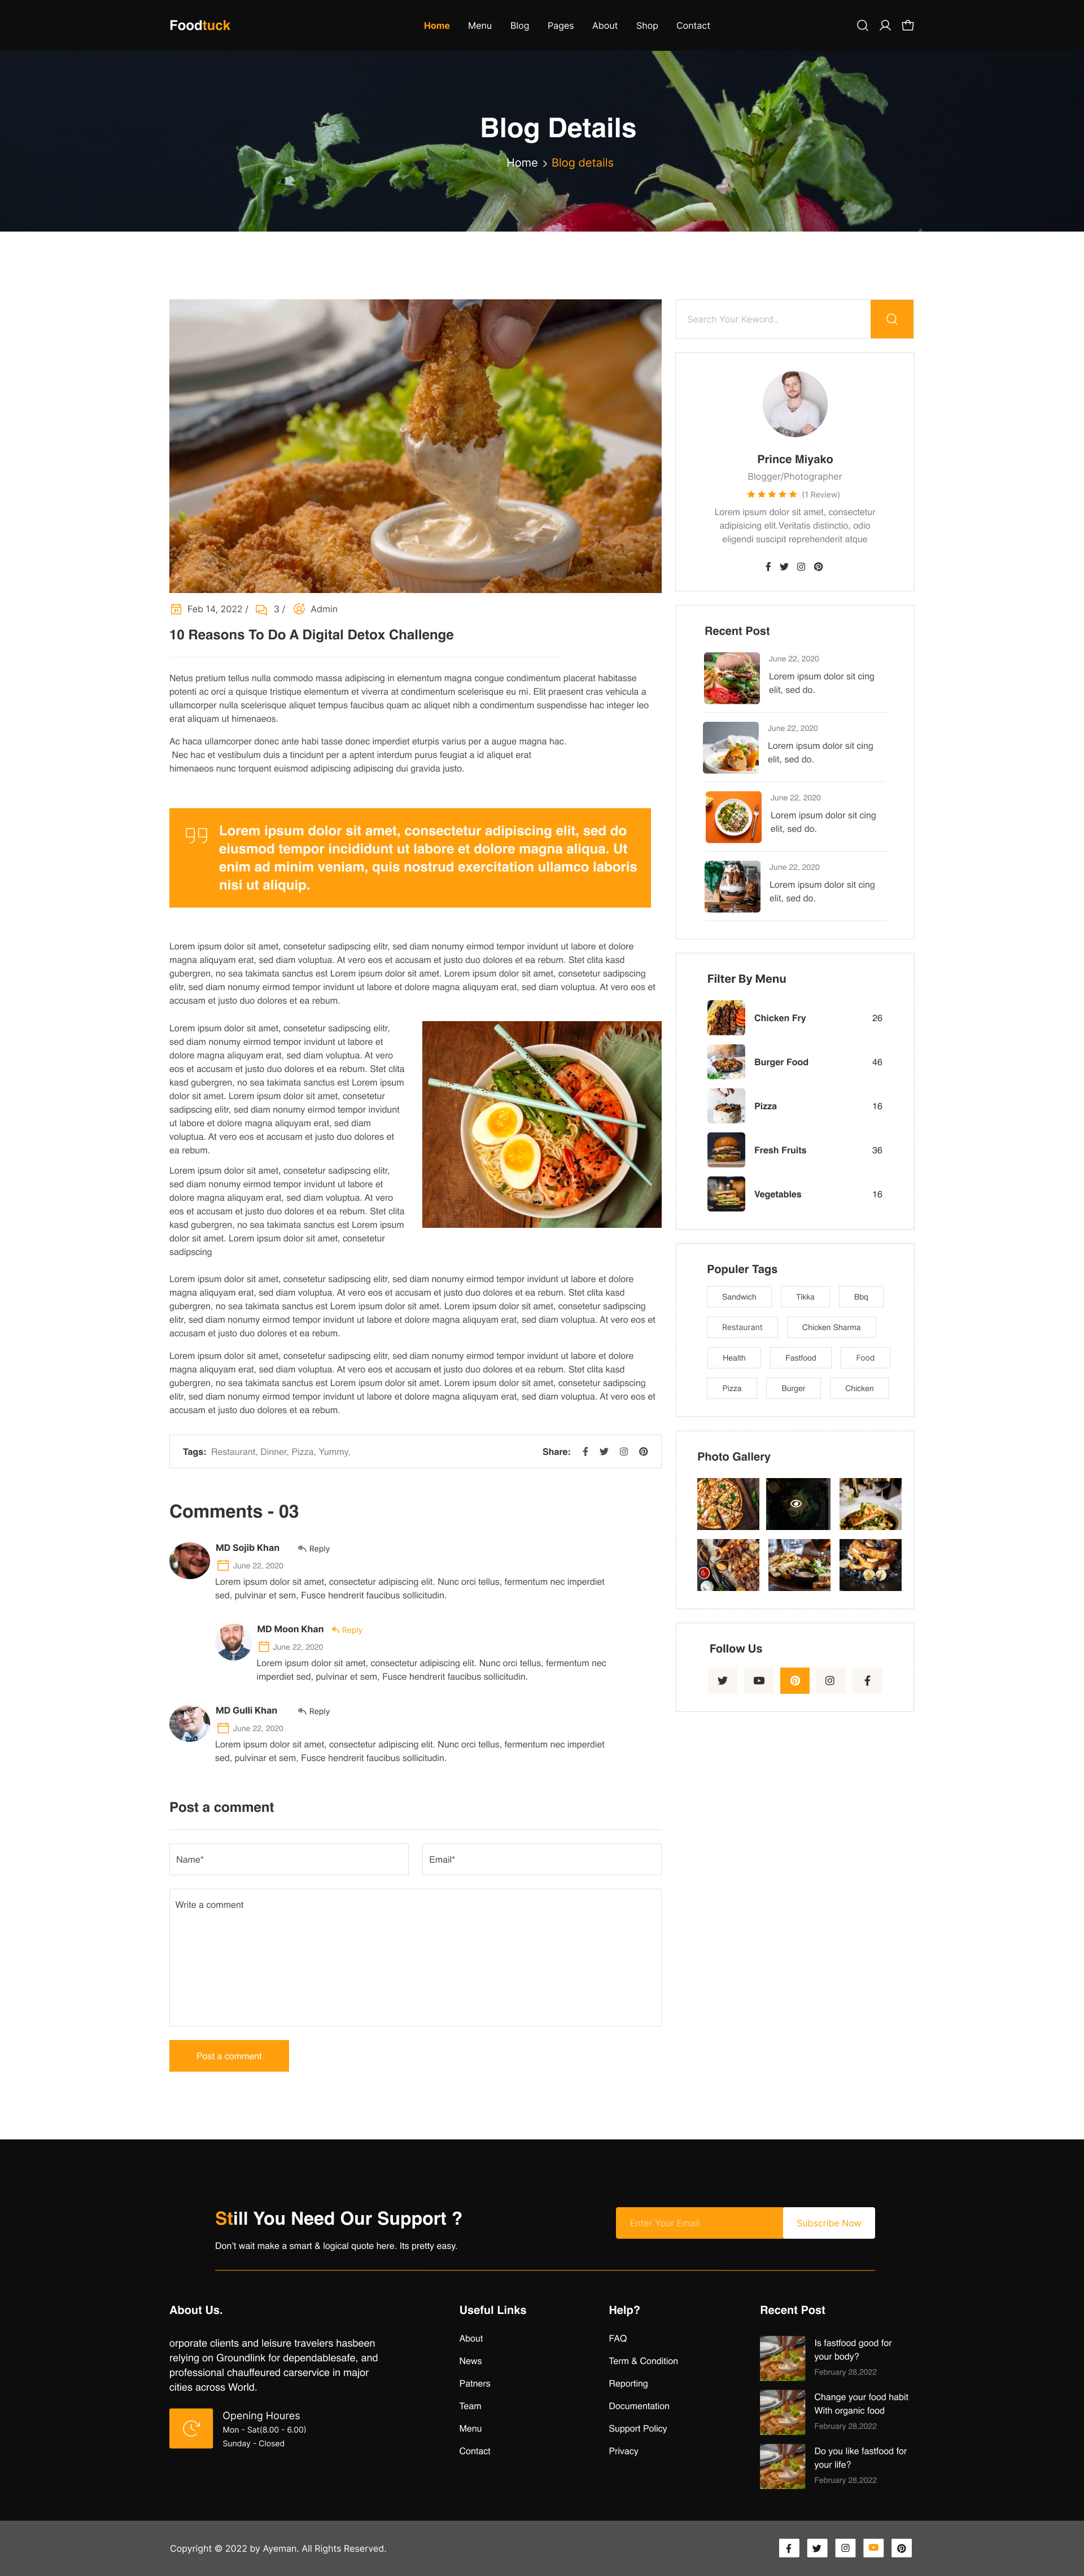 Foodtuck
Home Menu Blog Pages About Shop Contact
Blog Details
Home > Blog details
Feb 14, 2022 / 3 / Admin
10 Reasons To Do A Digital Detox Challenge
Netus pretium tellus nulla commodo massa adipiscing in elementum magna congue condimentum placerat habitasse
potenti ac orci a quisque tristique elementum et viverra at condimentum scelerisque eu mi. Elit praesent cras vehicula a
ullamcorper nulla scelerisque aliquet tempus faucibus quam ac aliquet nibh a condimentum suspendisse hac integer leo
erat aliquam ut himenaeos.
Ac haca ullamcorper donec ante habi tasse donec imperdiet eturpis varius per a augue magna hac.
Nec hac et vestibulum duis a tincidunt per a aptent interdum purus feugiat a id aliquet erat
himenaeos nunc torquent euismod adipiscing adipiscing dui gravida justo.
Lorem ipsum dolor sit amet, consectetur adipiscing elit, sed do
eiusmod tempor incididunt ut labore et dolore magna aliqua. Ut
enim ad minim veniam, quis nostrud exercitation ullamco laboris
nisi ut aliquip.
Lorem ipsum dolor sit amet, consetetur sadipscing elitr, sed diam nonumy eirmod tempor invidunt ut labore et dolore
magna aliquyam erat, sed diam voluptua. At vero eos et accusam et justo duo dolores et ea rebum. Stet clita kasd
gubergren, no sea takimata sanctus est Lorem ipsum dolor sit amet. Lorem ipsum dolor sit amet, consetetur sadipscing
elitr, sed diam nonumy eirmod tempor invidunt ut labore et dolore magna aliquyam erat, sed diam voluptua. At vero eos et
accusam et justo duo dolores et ea rebum.
Lorem ipsum dolor sit amet, consetetur sadipscing elitr,
sed diam nonumy eirmod tempor invidunt ut labore et
dolore magna aliquyam erat, sed diam voluptua. At vero
eos et accusam et justo duo dolores et ea rebum. Stet clita
kasd gubergren, no sea takimata sanctus est Lorem ipsum
dolor sit amet. Lorem ipsum dolor sit amet, consetetur
sadipscing elitr, sed diam nonumy eirmod tempor invidunt
ut labore et dolore magna aliquyam erat, sed diam
voluptua. At vero eos et accusam et justo duo dolores et
ea rebum.
Lorem ipsum dolor sit amet, consetetur sadipscing elitr,
sed diam nonumy eirmod tempor invidunt ut labore et
dolore magna aliquyam erat, sed diam voluptua. At vero
eos et accusam et justo duo dolores et ea rebum. Stet clita
kasd gubergren, no sea takimata sanctus est Lorem ipsum
dolor sit amet. Lorem ipsum dolor sit amet, consetetur
sadipscing
Lorem ipsum dolor sit amet, consetetur sadipscing elitr, sed diam nonumy eirmod tempor invidunt ut labore et dolore
magna aliquyam erat, sed diam voluptua. At vero eos et accusam et justo duo dolores et ea rebum. Stet clita kasd
gubergren, no sea takimata sanctus est Lorem ipsum dolor sit amet. Lorem ipsum dolor sit amet, consetetur sadipscing
elitr, sed diam nonumy eirmod tempor invidunt ut labore et dolore magna aliquyam erat, sed diam voluptua. At vero eos et
accusam et justo duo dolores et ea rebum.
Lorem ipsum dolor sit amet, consetetur sadipscing elitr, sed diam nonumy eirmod tempor invidunt ut labore et dolore
magna aliquyam erat, sed diam voluptua. At vero eos et accusam et justo duo dolores et ea rebum. Stet clita kasd
gubergren, no sea takimata sanctus est Lorem ipsum dolor sit amet. Lorem ipsum dolor sit amet, consetetur sadipscing
elitr, sed diam nonumy eirmod tempor invidunt ut labore et dolore magna aliquyam erat, sed diam voluptua. At vero eos et
accusam et justo duo dolores et ea rebum.
Tags: Restaurant, Dinner, Pizza, Yummy, Share:
Comments - 03
MD Sojib Khan Reply
June 22, 2020
Lorem ipsum dolor sit amet, consectetur adipiscing elit. Nunc orci tellus, fermentum nec imperdiet
sed, pulvinar et sem, Fusce hendrerit faucibus sollicitudin.
MD Moon Khan Reply
June 22, 2020
Lorem ipsum dolor sit amet, consectetur adipiscing elit. Nunc orci tellus, fermentum nec
imperdiet sed, pulvinar et sem, Fusce hendrerit faucibus sollicitudin.
MD Gulli Khan Reply
June 22, 2020
Lorem ipsum dolor sit amet, consectetur adipiscing elit. Nunc orci tellus, fermentum nec imperdiet
sed, pulvinar et sem, Fusce hendrerit faucibus sollicitudin.
Post a comment
Name* Email*
Write a comment
Post a comment
Search Your Keword..
Prince Miyako
Blogger/Photographer
(1 Review)
Lorem ipsum dolor sit amet, consectetur
adipisicing elit.Veritatis distinctio, odio
eligendi suscipit reprehenderit atque
Recent Post
June 22, 2020
Lorem ipsum dolor sit cing
elit, sed do.
June 22, 2020
Lorem ipsum dolor sit cing
elit, sed do.
June 22, 2020
Lorem ipsum dolor sit cing
elit, sed do.
June 22, 2020
Lorem ipsum dolor sit cing
elit, sed do.
Filter By Menu
Chicken Fry 26
Burger Food 46
Pizza 16
Fresh Fruits 36
Vegetables 16
Populer Tags
Sandwich Tikka Bbq
Restaurant Chicken Sharma
Health Fastfood Food
Pizza Burger Chicken
Photo Gallery
Follow Us
Still You Need Our Support ?
Don't wait make a smart & logical quote here. Its pretty easy.
Enter Your Email Subscribe Now
About Us.
orporate clients and leisure travelers hasbeen
relying on Groundlink for dependablesafe, and
professional chauffeured carservice in major
cities across World.
Opening Houres
Mon - Sat(8.00 - 6.00)
Sunday - Closed
Useful Links
About
News
Patners
Team
Menu
Contact
Help?
FAQ
Term & Condition
Reporting
Documentation
Support Policy
Privacy
Recent Post
Is fastfood good for
your body?
February 28,2022
Change your food habit
With organic food
February 28,2022
Do you like fastfood for
your life?
February 28,2022
Copyright © 2022 by Ayeman. All Rights Reserved.